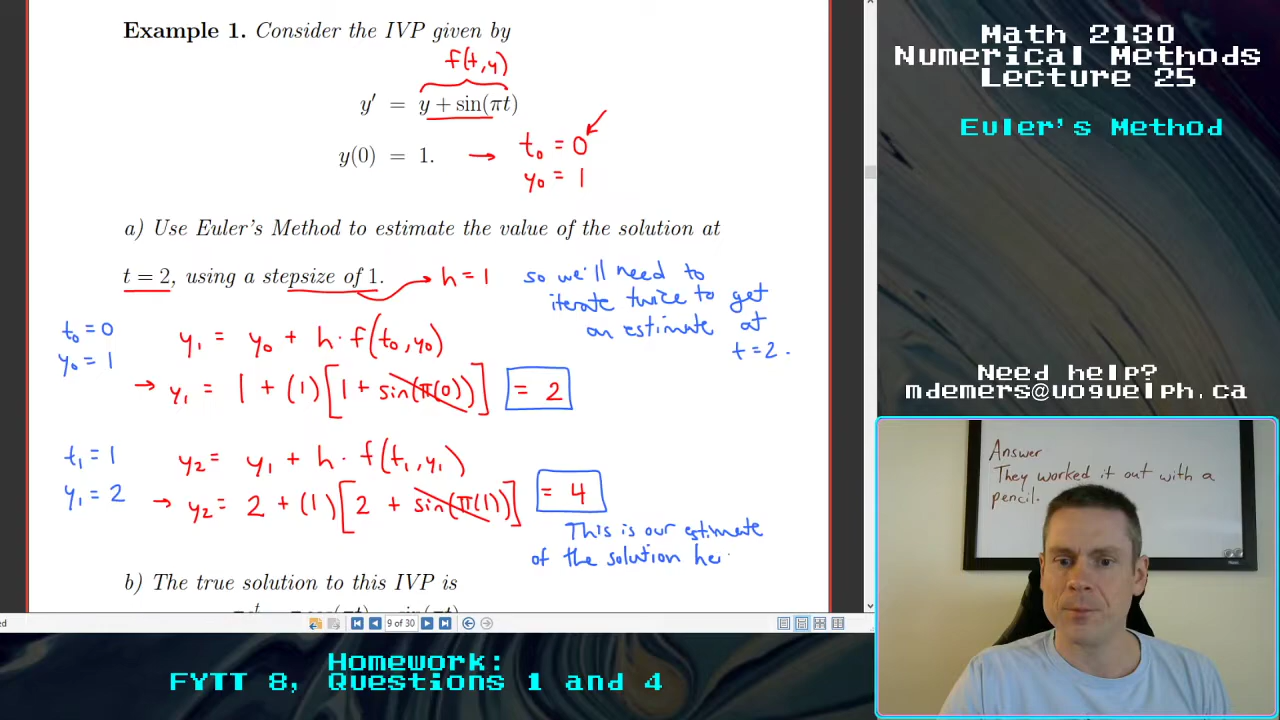 Example 1. Consider the IVP given by
f(t,y)
y′ = y + sin(πt)
y(0) = 1. → t₀ = 0
y₀ = 1
a) Use Euler's Method to estimate the value of the solution at
t = 2, using a stepsize of 1. → h = 1
so we'll need to
iterate twice to get
an estimate at
t = 2.
t₀ = 0
y₀ = 1
y₁ = y₀ + h · f(t₀, y₀)
→ y₁ = 1 + (1)[1 + sin(π(0))] = 2
t₁ = 1
y₁ = 2
y₂ = y₁ + h · f(t₁, y₁)
→ y₂ = 2 + (1)[2 + sin(π(1))] = 4
This is our estimate
of the solution he
b) The true solution to this IVP is
9 of 30
Math 2130
Numerical Methods
Lecture 25
Euler's Method
Need help?
mdemers@uoguelph.ca
Answer
They worked it out with a
pencil.
Homework:
FYTT 8, Questions 1 and 4